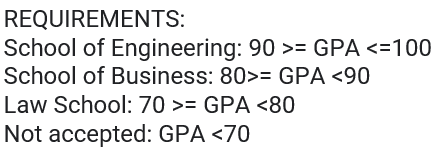 REQUIREMENTS:
School of Engineering: 90 >= GPA <=100
School of Business: 80>= GPA <90
Law School: 70 >= GPA <80
Not accepted: GPA <70